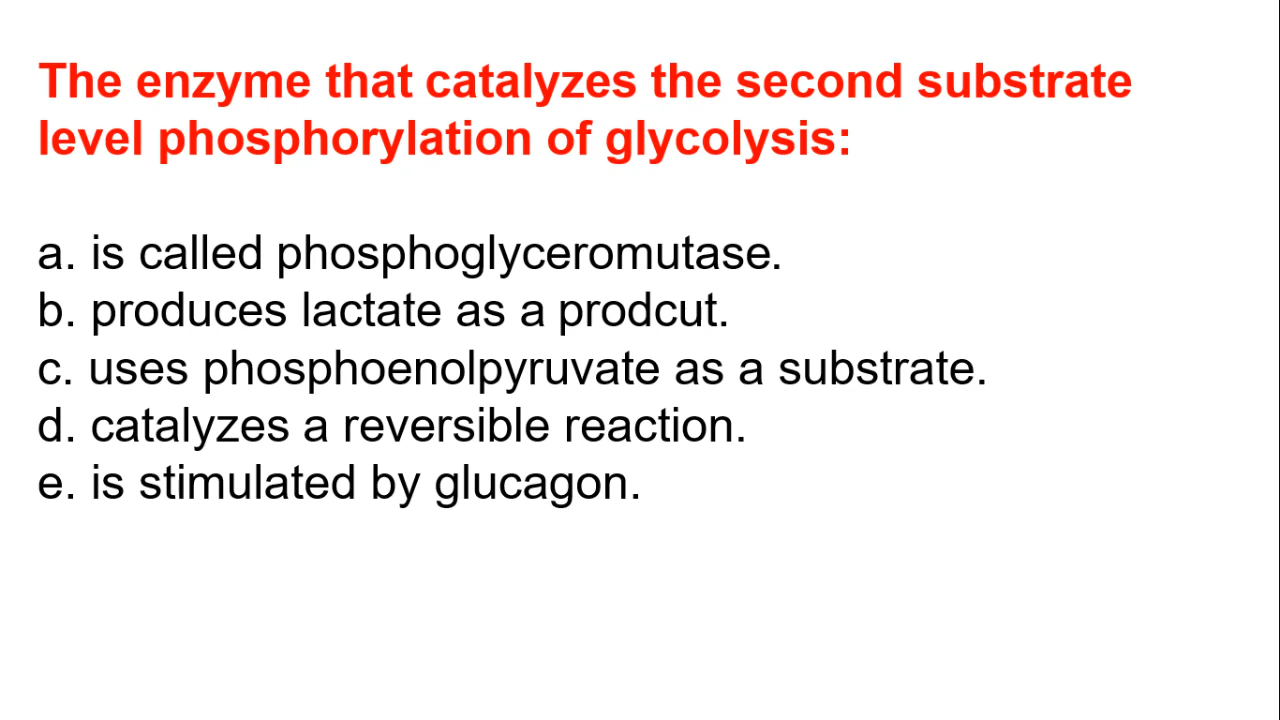 The enzyme that catalyzes the second substrate
level phosphorylation of glycolysis:
a. is called phosphoglyceromutase.
b. produces lactate as a prodcut.
c. uses phosphoenolpyruvate as a substrate.
d. catalyzes a reversible reaction.
e. is stimulated by glucagon.